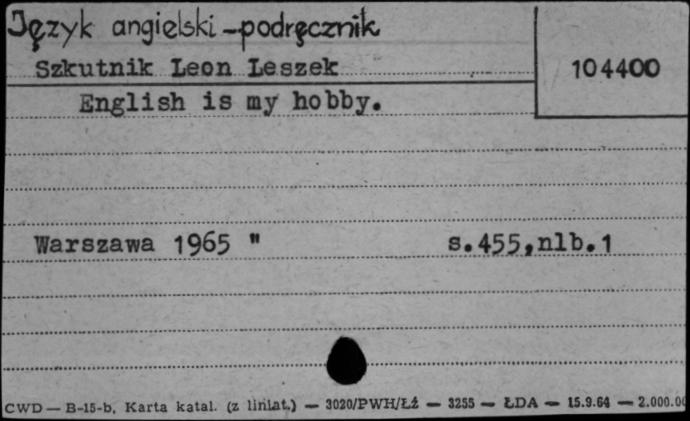 Język angielski - podręcznik
Szkutnik Leon Leszek
104400
English is my hobby.
Warszawa 1965 " s.455,nlb.1
CWD — B-15-b, Karta katal. (z liniat.) — 3020/PWH/Łź — 3255 — ŁDA — 15.9.64 — 2.000.00